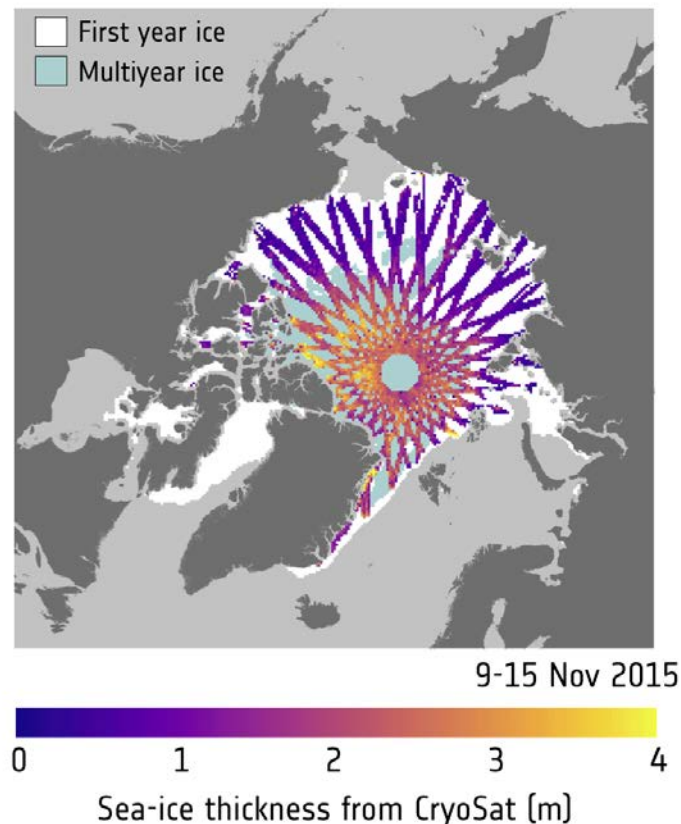 First year ice
Multiyear ice
9-15 Nov 2015
0 1 2 3 4
Sea-ice thickness from CryoSat (m)